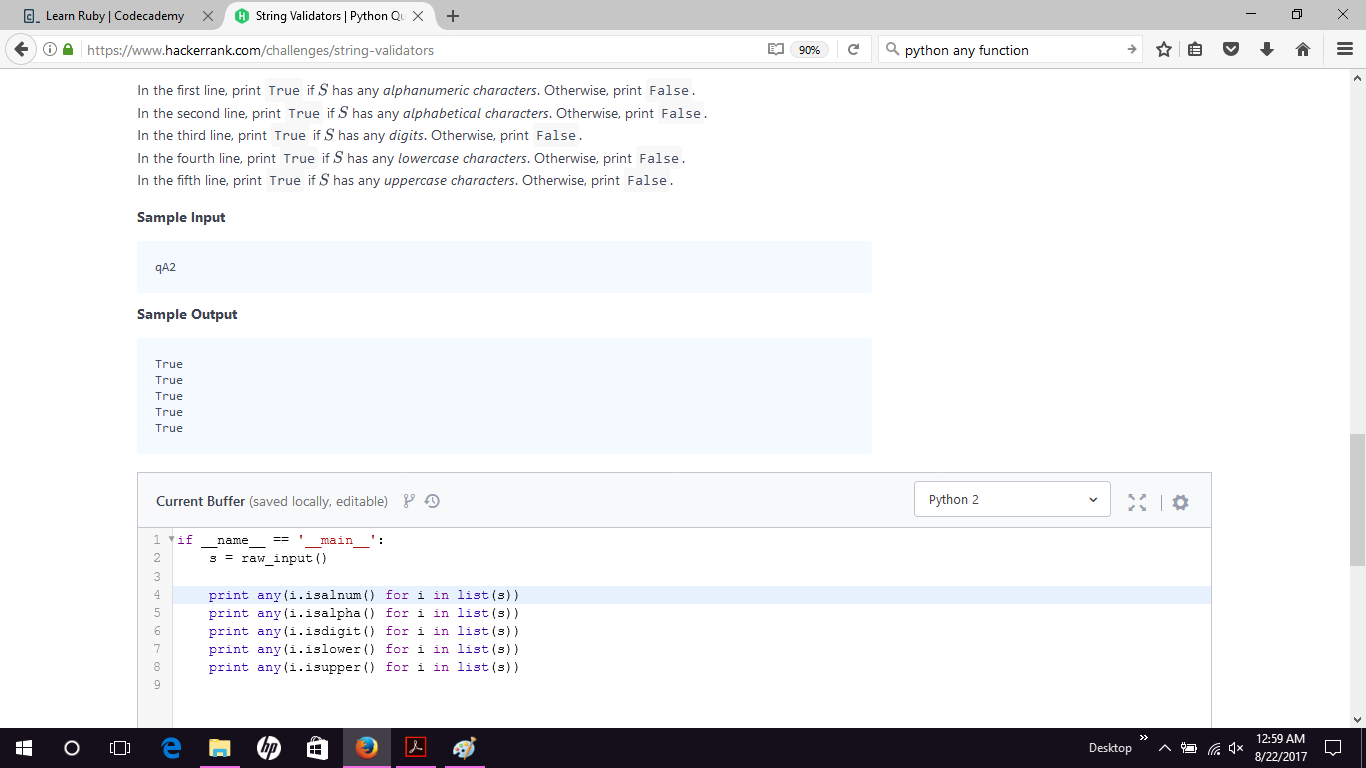 Learn Ruby | Codecademy
String Validators | Python Qu
https://www.hackerrank.com/challenges/string-validators
90%
python any function
In the first line, print True if S has any alphanumeric characters. Otherwise, print False.
In the second line, print True if S has any alphabetical characters. Otherwise, print False.
In the third line, print True if S has any digits. Otherwise, print False.
In the fourth line, print True if S has any lowercase characters. Otherwise, print False.
In the fifth line, print True if S has any uppercase characters. Otherwise, print False.
Sample Input
qA2
Sample Output
True
True
True
True
True
Current Buffer (saved locally, editable)
Python 2
1 if __name__ == '__main__':
2 s = raw_input()
3
4 print any(i.isalnum() for i in list(s))
5 print any(i.isalpha() for i in list(s))
6 print any(i.isdigit() for i in list(s))
7 print any(i.islower() for i in list(s))
8 print any(i.isupper() for i in list(s))
9
Desktop
12:59 AM
8/22/2017